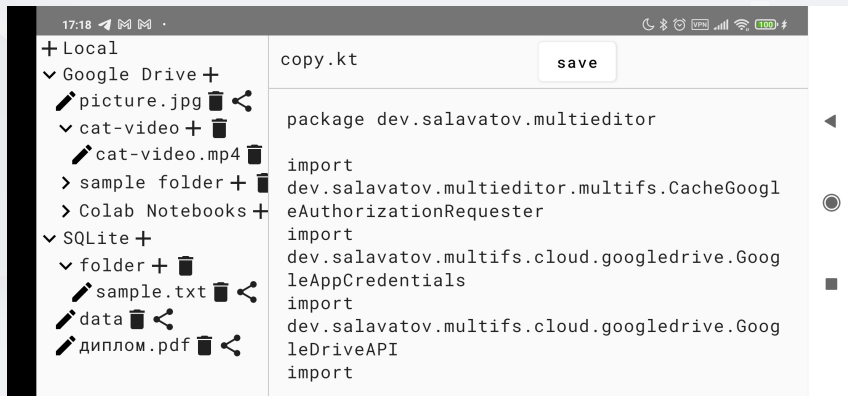 17:18
VPN
100
Local
Google Drive
picture.jpg
cat-video
cat-video.mp4
sample folder
Colab Notebooks
SQLite
folder
sample.txt
data
диплом.pdf
copy.kt
save
package dev.salavatov.multieditor
import
dev.salavatov.multieditor.multifs.CacheGoogl
eAuthorizationRequester
import
dev.salavatov.multifs.cloud.googledrive.Goog
leAppCredentials
import
dev.salavatov.multifs.cloud.googledrive.Goog
leDriveAPI
import